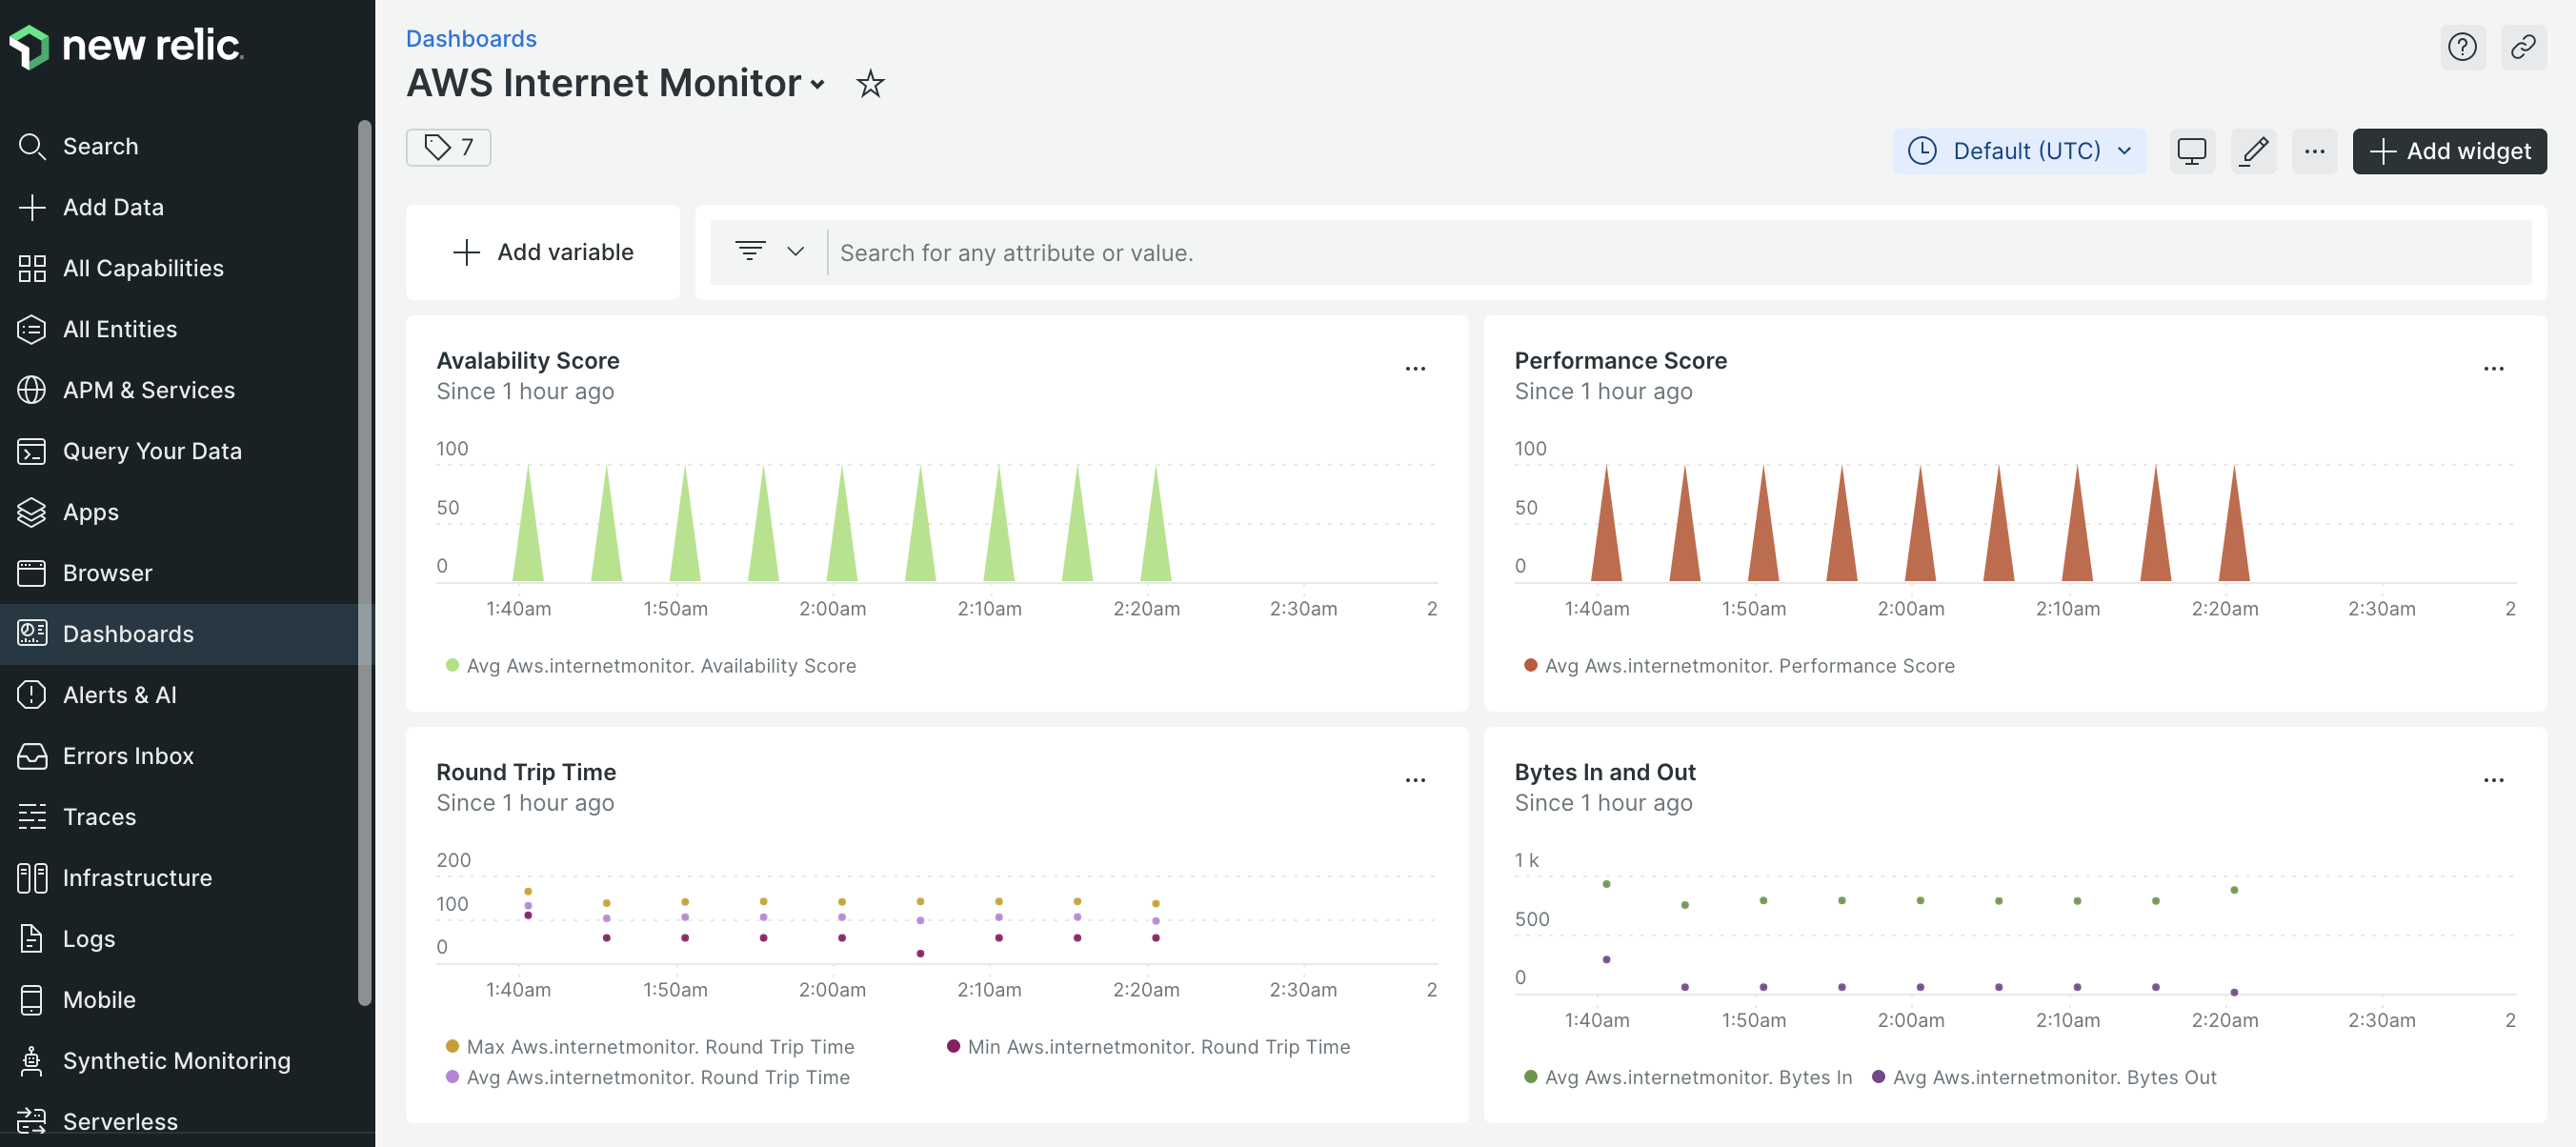 new relic.
Search
Add Data
All Capabilities
All Entities
APM & Services
Query Your Data
Apps
Browser
Dashboards
Alerts & AI
Errors Inbox
Traces
Infrastructure
Logs
Mobile
Synthetic Monitoring
Serverless
Dashboards
AWS Internet Monitor
7
Default (UTC)
Add widget
Add variable
Search for any attribute or value.
Avalability Score
Since 1 hour ago
100
50
0
1:40am 1:50am 2:00am 2:10am 2:20am 2:30am 2
Avg Aws.internetmonitor. Availability Score
Performance Score
Since 1 hour ago
100
50
0
1:40am 1:50am 2:00am 2:10am 2:20am 2:30am 2
Avg Aws.internetmonitor. Performance Score
Round Trip Time
Since 1 hour ago
200
100
0
1:40am 1:50am 2:00am 2:10am 2:20am 2:30am 2
Max Aws.internetmonitor. Round Trip Time Min Aws.internetmonitor. Round Trip Time
Avg Aws.internetmonitor. Round Trip Time
Bytes In and Out
Since 1 hour ago
1 k
500
0
1:40am 1:50am 2:00am 2:10am 2:20am 2:30am 2
Avg Aws.internetmonitor. Bytes In Avg Aws.internetmonitor. Bytes Out